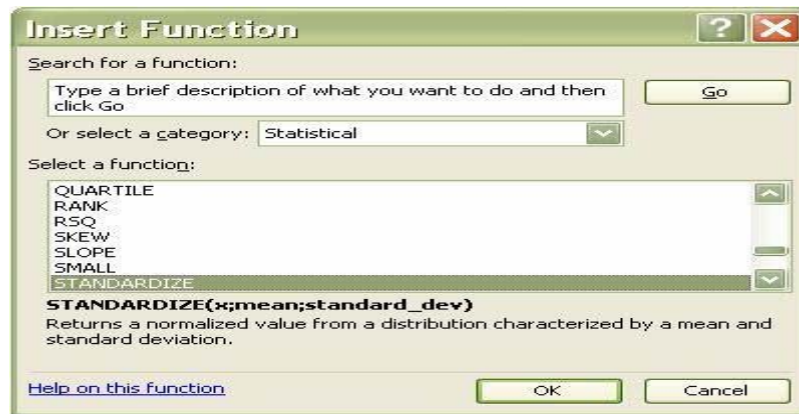 Insert Function
Search for a function:
Type a brief description of what you want to do and then
click Go
Go
Or select a category: Statistical
Select a function:
QUARTILE
RANK
RSQ
SKEW
SLOPE
SMALL
STANDARDIZE
STANDARDIZE(x;mean;standard_dev)
Returns a normalized value from a distribution characterized by a mean and
standard deviation.
Help on this function
OK
Cancel